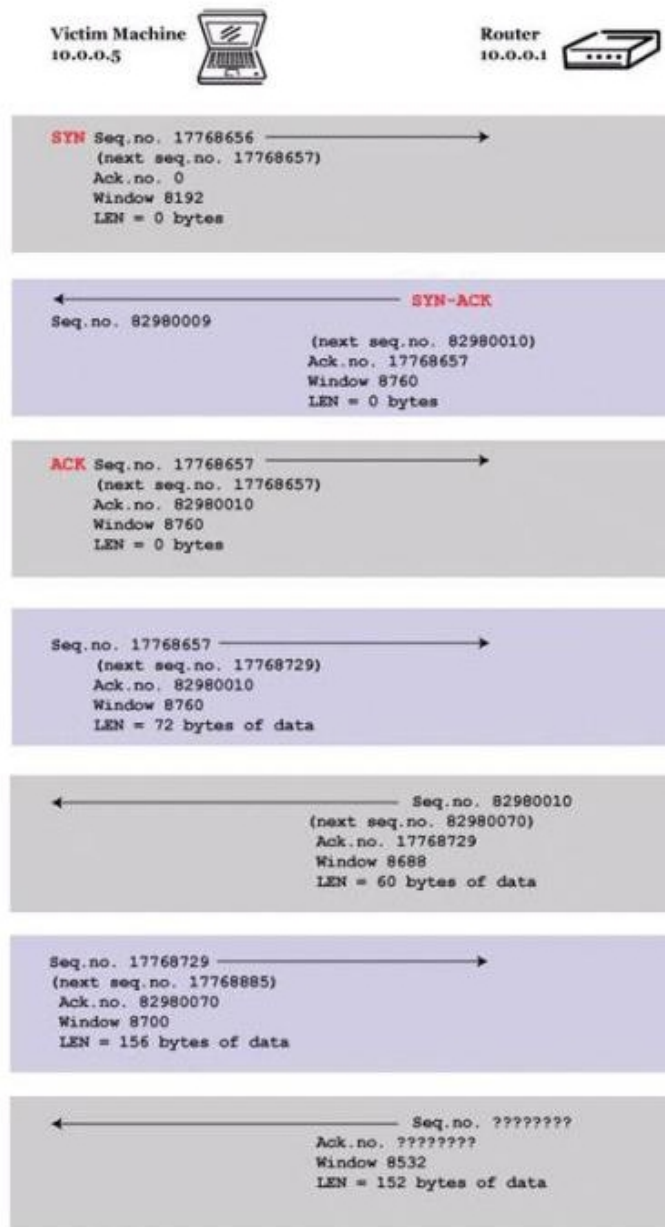 Victim Machine
10.0.0.5
Router
10.0.0.1
SYN Seq.no. 17768656
(next seq.no. 17768657)
Ack.no. 0
Window 8192
LEN = 0 bytes
SYN-ACK
Seq.no. 82980009
(next seq.no. 82980010)
Ack.no. 17768657
Window 8760
LEN = 0 bytes
ACK Seq.no. 17768657
(next seq.no. 17768657)
Ack.no. 82980010
Window 8760
LEN = 0 bytes
Seq.no. 17768657
(next seq.no. 17768729)
Ack.no. 82980010
Window 8760
LEN = 72 bytes of data
Seq.no. 82980010
(next seq.no. 82980070)
Ack.no. 17768729
Window 8688
LEN = 60 bytes of data
Seq.no. 17768729
(next seq.no. 17768885)
Ack.no. 82980070
Window 8700
LEN = 156 bytes of data
Seq.no. ????????
Ack.no. ????????
Window 8532
LEN = 152 bytes of data